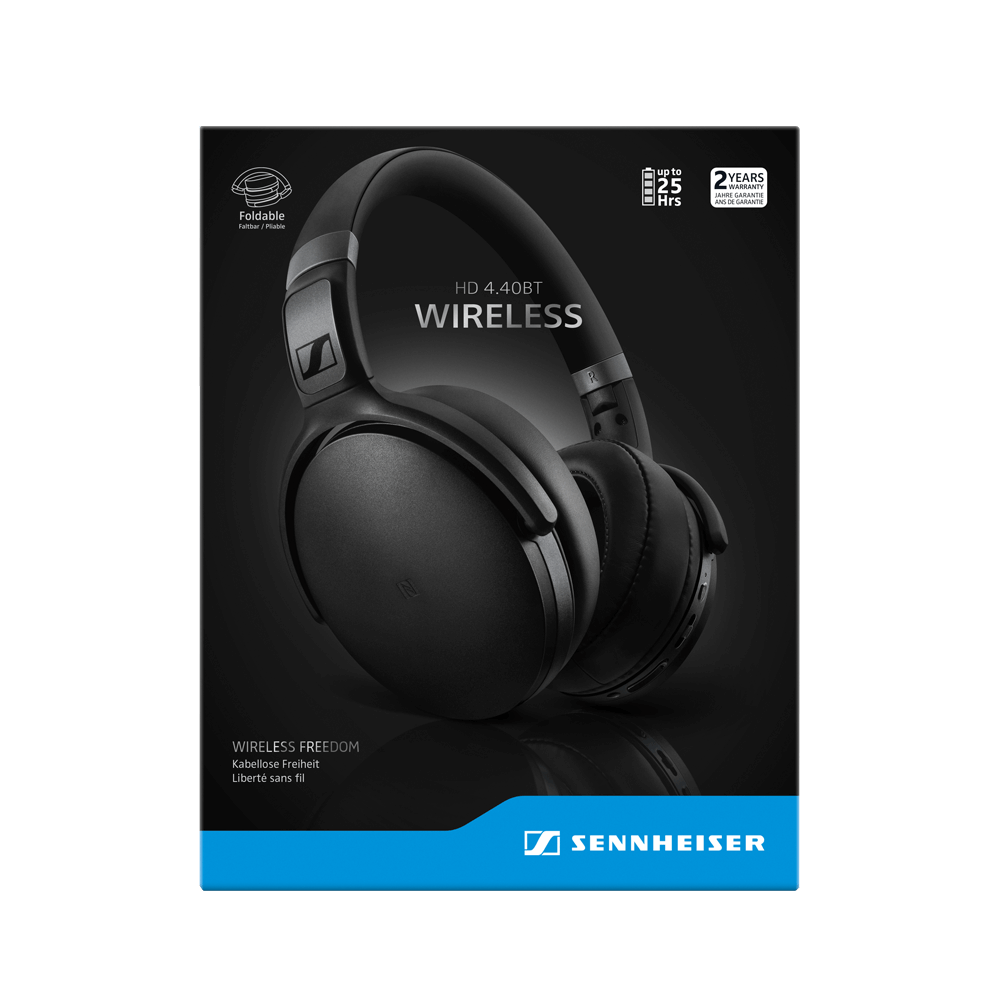 Foldable
Faltbar / Pliable
up to
25
Hrs
2 YEARS
WARRANTY
JAHRE GARANTIE
ANS DE GARANTIE
HD 4.40BT
WIRELESS
R
WIRELESS FREEDOM
Kabellose Freiheit
Liberté sans fil
SENNHEISER